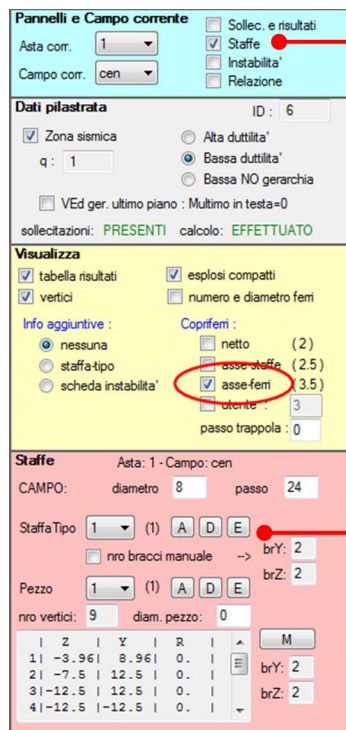 Pannelli e Campo corrente
Sollec. e risultati
Asta corr. 1
Staffe
Instabilita'
Campo corr. cen
Relazione
Dati pilastrata ID : 6
Zona sismica Alta duttilita'
q : 1 Bassa duttilita'
Bassa NO gerarchia
VEd ger. ultimo piano : Multimo in testa=0
sollecitazioni: PRESENTI calcolo: EFFETTUATO
Visualizza
tabella risultati esplosi compatti
vertici numero e diametro ferri
Info aggiuntive : Copriferri :
nessuna netto ( 2 )
staffa-tipo asse-staffe ( 2.5 )
scheda instabilita' asse-ferri ( 3.5 )
utente : 3
passo trappola : 0
Staffe Asta: 1 - Campo: cen
CAMPO: diametro 8 passo 24
StaffaTipo 1 (1) A D E
nro bracci manuale --> brY: 2
brZ: 2
Pezzo 1 (1) A D E
nro vertici: 9 diam. pezzo: 0
| Z | Y | R | M
1| -3.96| 8.96| 0. |
2| -7.5 | 12.5 | 0. | brY: 2
3|-12.5 | 12.5 | 0. |
4|-12.5 |-12.5 | 0. | brZ: 2